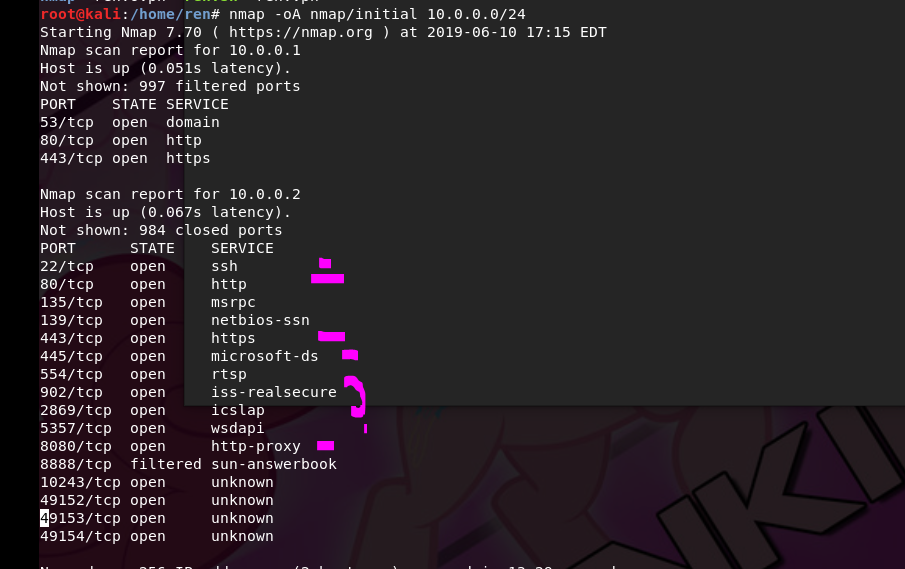 root@kali:/home/ren# nmap -oA nmap/initial 10.0.0.0/24
Starting Nmap 7.70 ( https://nmap.org ) at 2019-06-10 17:15 EDT
Nmap scan report for 10.0.0.1
Host is up (0.051s latency).
Not shown: 997 filtered ports
PORT    STATE SERVICE
53/tcp  open  domain
80/tcp  open  http
443/tcp open  https
Nmap scan report for 10.0.0.2
Host is up (0.067s latency).
Not shown: 984 closed ports
PORT      STATE    SERVICE
22/tcp    open     ssh
80/tcp    open     http
135/tcp   open     msrpc
139/tcp   open     netbios-ssn
443/tcp   open     https
445/tcp   open     microsoft-ds
554/tcp   open     rtsp
902/tcp   open     iss-realsecure
2869/tcp  open     icslap
5357/tcp  open     wsdapi
8080/tcp  open     http-proxy
8888/tcp  filtered sun-answerbook
10243/tcp open     unknown
49152/tcp open     unknown
49153/tcp open     unknown
49154/tcp open     unknown